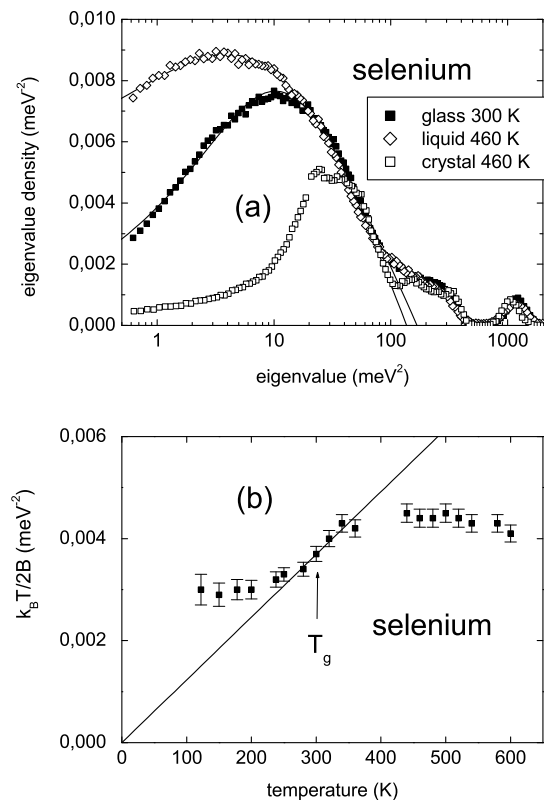 0,010
0,008
0,006
0,004
0,002
0,000
eigenvalue density (meV⁻²)
selenium
glass 300 K
liquid 460 K
crystal 460 K
(a)
1 10 100 1000
eigenvalue (meV²)
0,006
0,004
0,002
0,000
k_BT/2B (meV⁻²)
(b)
T_g
selenium
0 100 200 300 400 500 600
temperature (K)